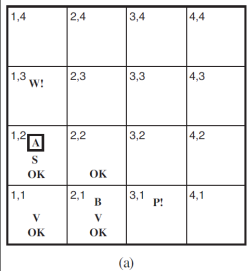 1,4 2,4 3,4 4,4
1,3 W! 2,3 3,3 4,3
1,2 A 2,2 3,2 4,2
S
OK OK
1,1 2,1 B 3,1 P! 4,1
V V
OK OK
(a)